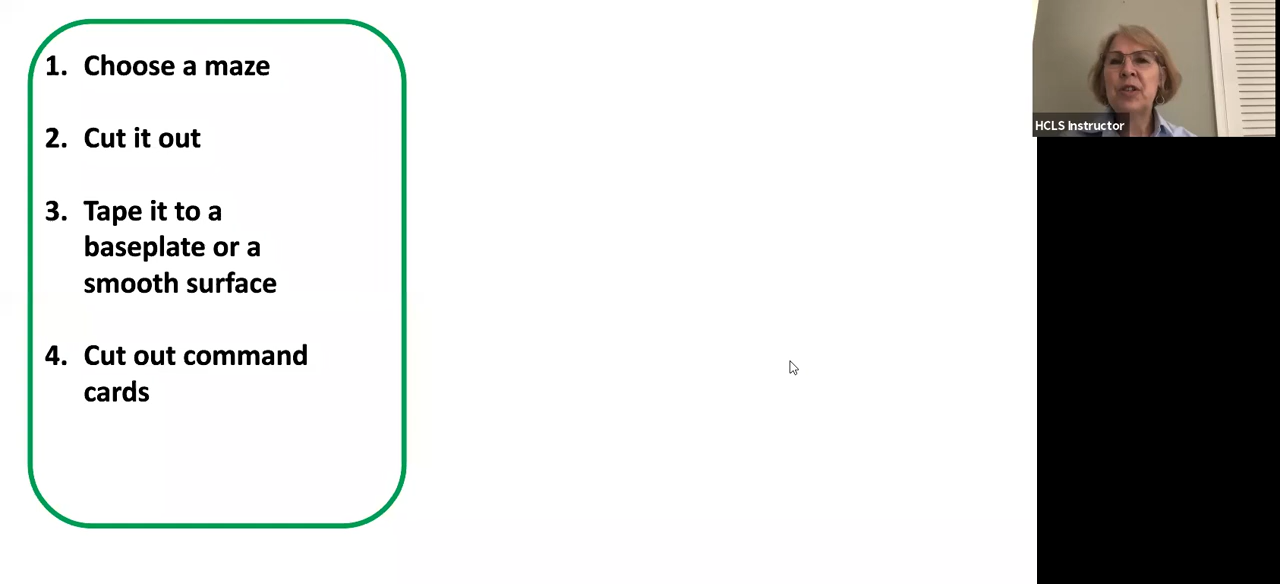 1. Choose a maze
2. Cut it out
3. Tape it to a
baseplate or a
smooth surface
4. Cut out command
cards
HCLS Instructor